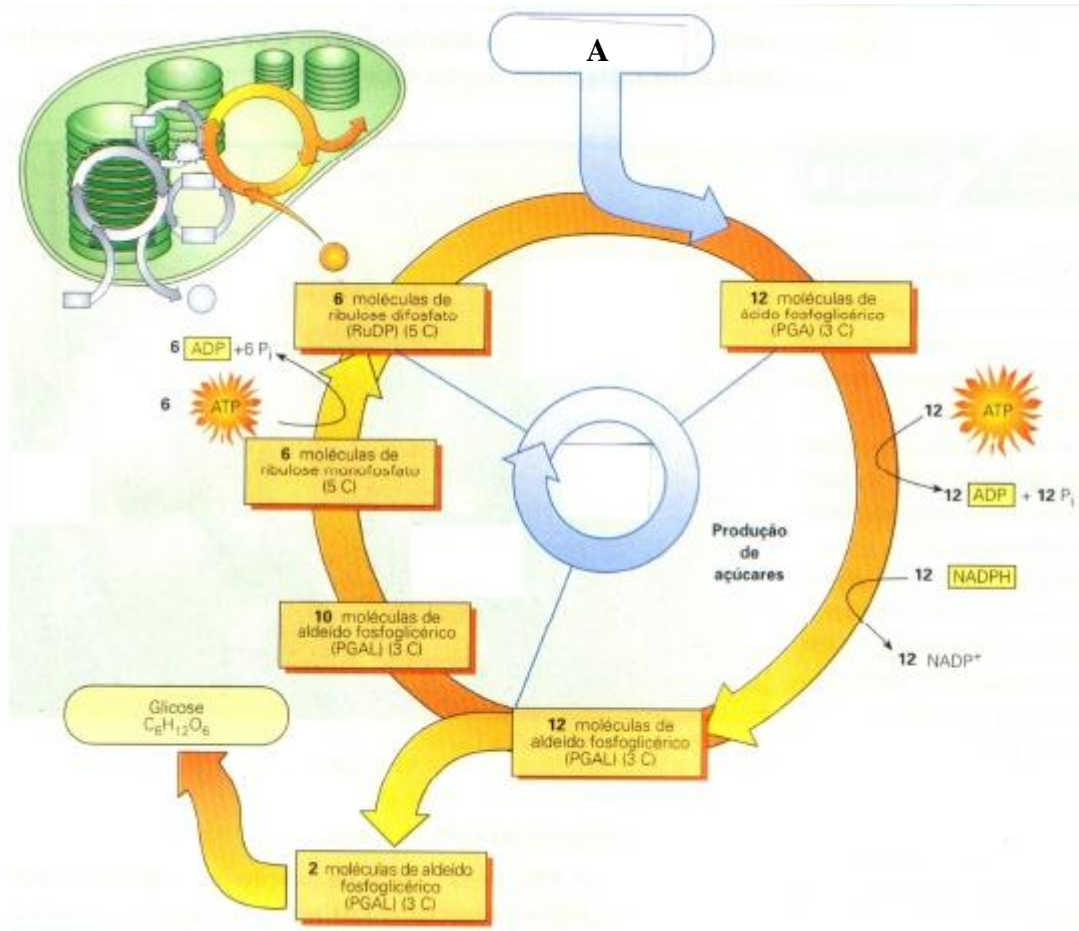 A
6 moléculas de
ribulose difosfato
(RuDP) (5 C)
12 moléculas de
ácido fosfoglicérico
(PGA) (3 C)
6 ADP +6 Pi
6 ATP
12 ATP
6 moléculas de
ribulose monofosfato
(5 C)
12 ADP + 12 Pi
Produção
de
açúcares
12 NADPH
10 moléculas de
aldeído fosfoglicérico
(PGAL) (3 C)
12 NADP+
Glicose
C6H12O6
12 moléculas de
aldeído fosfoglicérico
(PGAL) (3 C)
2 moléculas de aldeído
fosfoglicérico
(PGAL) (3 C)